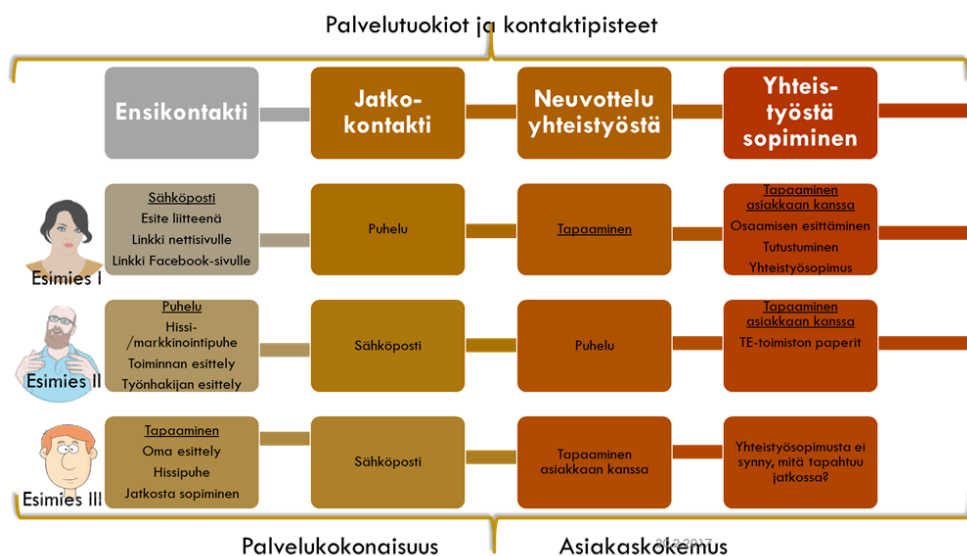 Palvelutuokiot ja kontaktipisteet
Ensikontakti
Jatko-
kontakti
Neuvottelu
yhteistyöstä
Yhteis-
työstä
sopiminen
Esimies I
Sähköposti
Esite liitteenä
Linkki nettisivulle
Linkki Facebook-sivulle
Puhelu
Tapaaminen
Tapaaminen
asiakkaan kanssa
Osaamisen esittäminen
Tutustuminen
Yhteistyösopimus
Esimies II
Puhelu
Hissi-
/markkinointipuhe
Toiminnan esittely
Työnhakijan esittely
Sähköposti
Puhelu
Tapaaminen
asiakkaan kanssa
TE-toimiston paperit
Esimies III
Tapaaminen
Oma esittely
Hissipuhe
Jatkosta sopiminen
Sähköposti
Tapaaminen
asiakkaan kanssa
Yhteistyösopimusta ei
synny, mitä tapahtuu
jatkossa?
Palvelukokonaisuus
Asiakaskokemus